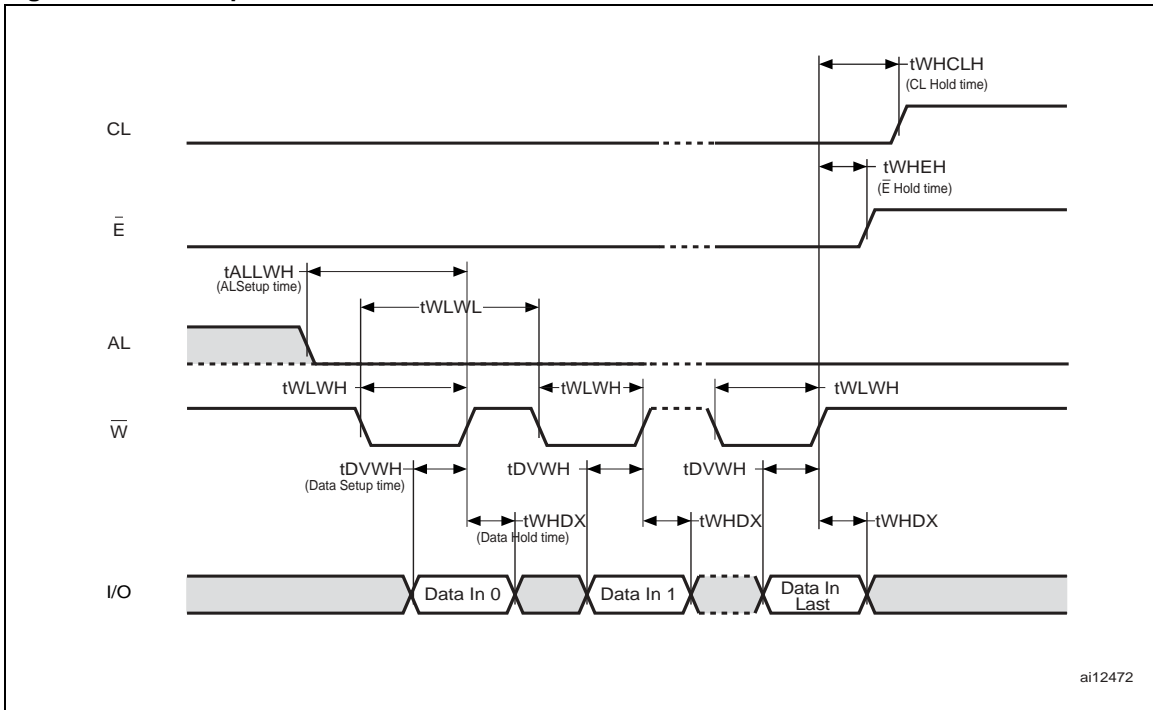 tWHCLH
(CL Hold time)
CL
tWHEH
(E̅ Hold time)
E̅
tALLWH
(ALSetup time)
tWLWL
AL
tWLWH
tWLWH
tWLWH
W̅
tDVWH
(Data Setup time)
tDVWH
tDVWH
tWHDX
(Data Hold time)
tWHDX
tWHDX
I/O
Data In 0
Data In 1
Data In
Last
ai12472